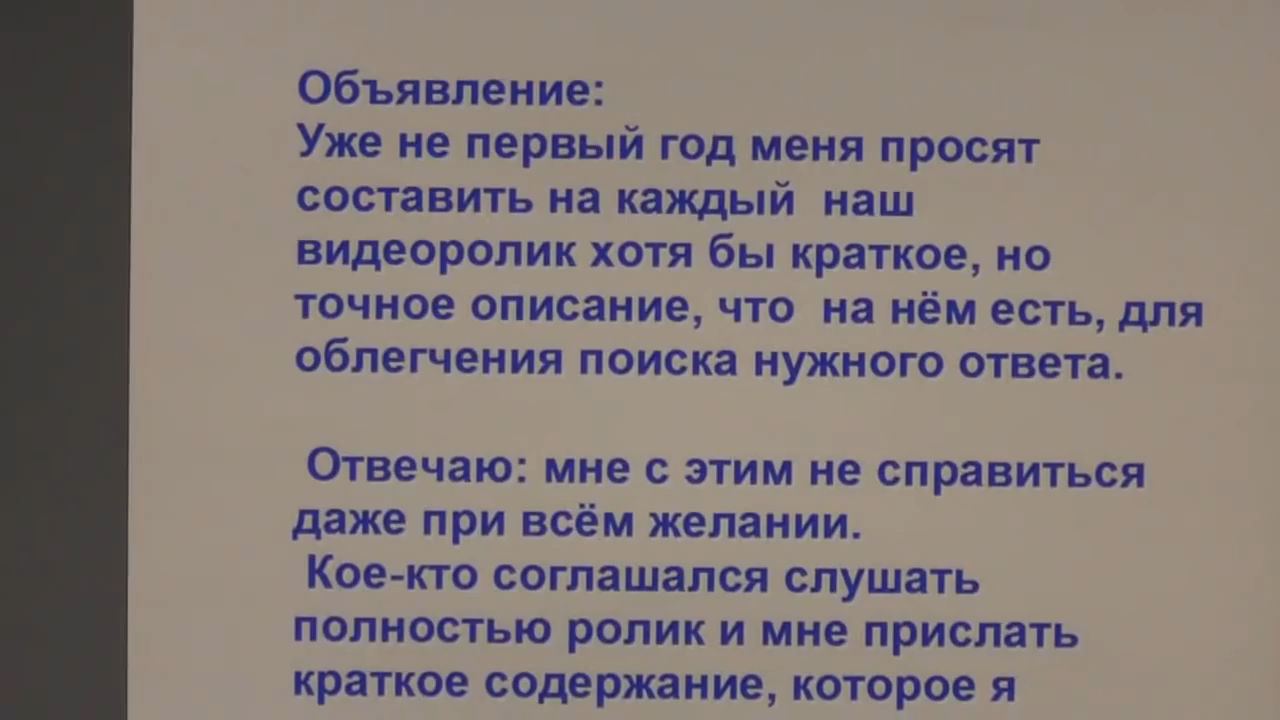 Объявление:
Уже не первый год меня просят
составить на каждый  наш
видеоролик хотя бы краткое, но
точное описание, что  на нём есть, для
облегчения поиска нужного ответа.
Отвечаю: мне с этим не справиться
даже при всём желании.
Кое-кто соглашался слушать
полностью ролик и мне прислать
краткое содержание, которое я